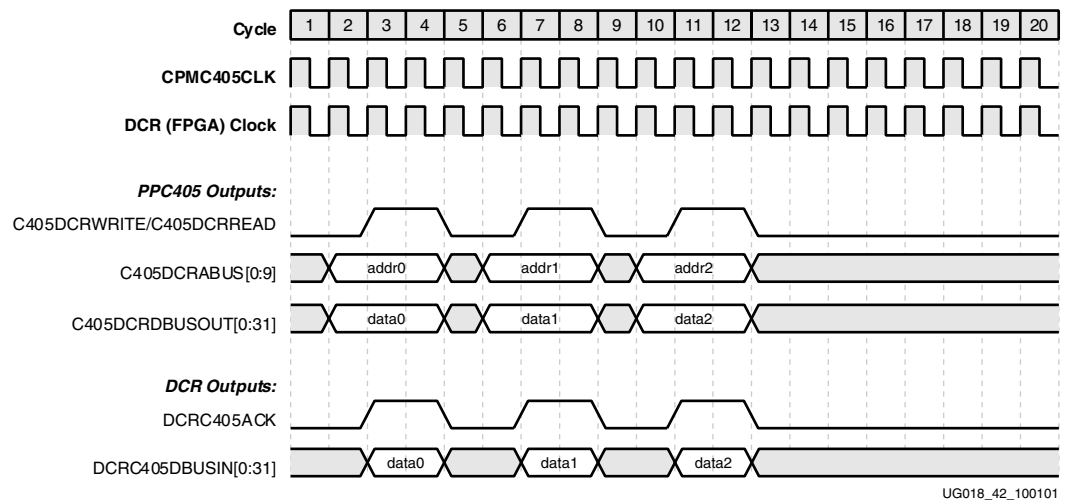 Cycle 1 2 3 4 5 6 7 8 9 10 11 12 13 14 15 16 17 18 19 20
CPMC405CLK
DCR (FPGA) Clock
PPC405 Outputs:
C405DCRWRITE/C405DCRREAD
C405DCRABUS[0:9] addr0 addr1 addr2
C405DCRDBUSOUT[0:31] data0 data1 data2
DCR Outputs:
DCRC405ACK
DCRC405DBUSIN[0:31] data0 data1 data2
UG018_42_100101